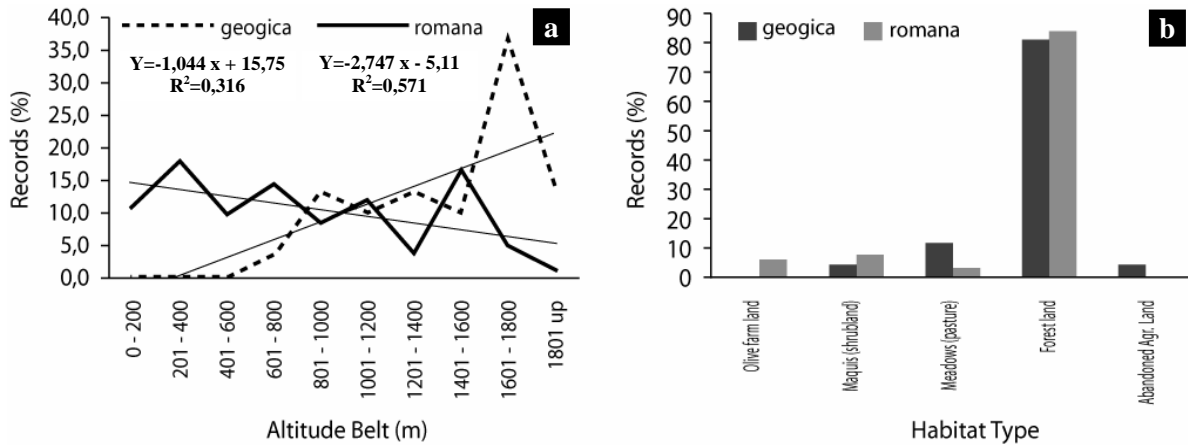 a
geogica romana
Y=-1,044 x + 15,75
R²=0,316
Y=-2,747 x - 5,11
R²=0,571
Records (%)
40,0
35,0
30,0
25,0
20,0
15,0
10,0
5,0
0,0
0 - 200
201 - 400
401 - 600
601 - 800
801 - 1000
1001 - 1200
1201 - 1400
1401 - 1600
1601 - 1800
1801 up
Altitude Belt (m)
b
geogica romana
Records (%)
90
80
70
60
50
40
30
20
10
0
Olive farm land
Maquis (shrubland)
Meadows (pasture)
Forest land
Abandoned Agr. Land
Habitat Type